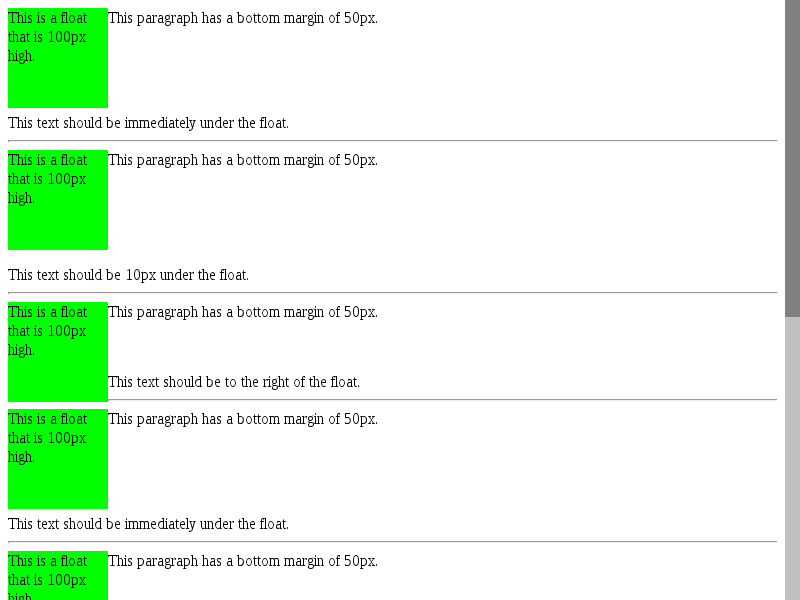 This is a float
that is 100px
high.
This paragraph has a bottom margin of 50px.
This text should be immediately under the float.
This is a float
that is 100px
high.
This paragraph has a bottom margin of 50px.
This text should be 10px under the float.
This is a float
that is 100px
high.
This paragraph has a bottom margin of 50px.
This text should be to the right of the float.
This is a float
that is 100px
high.
This paragraph has a bottom margin of 50px.
This text should be immediately under the float.
This is a float
that is 100px
high.
This paragraph has a bottom margin of 50px.